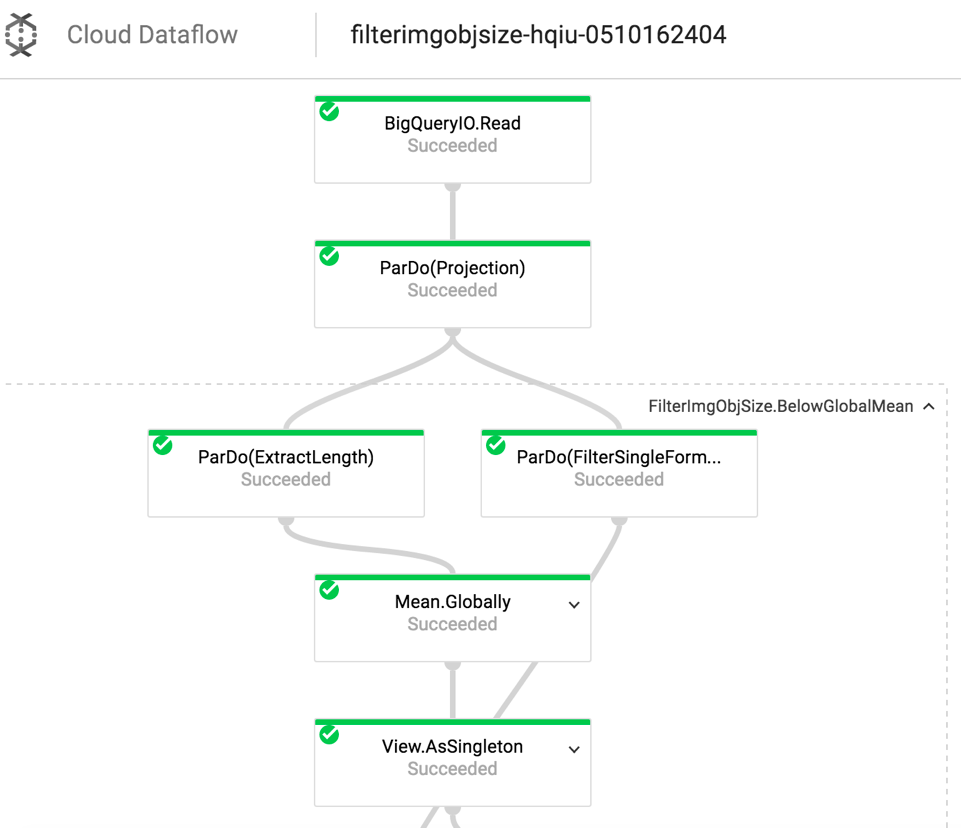 Cloud Dataflow
filterimgobjsize-hqiu-0510162404
BigQueryIO.Read
Succeeded
ParDo(Projection)
Succeeded
FilterImgObjSize.BelowGlobalMean
ParDo(ExtractLength)
Succeeded
ParDo(FilterSingleForm...
Succeeded
Mean.Globally
Succeeded
View.AsSingleton
Succeeded